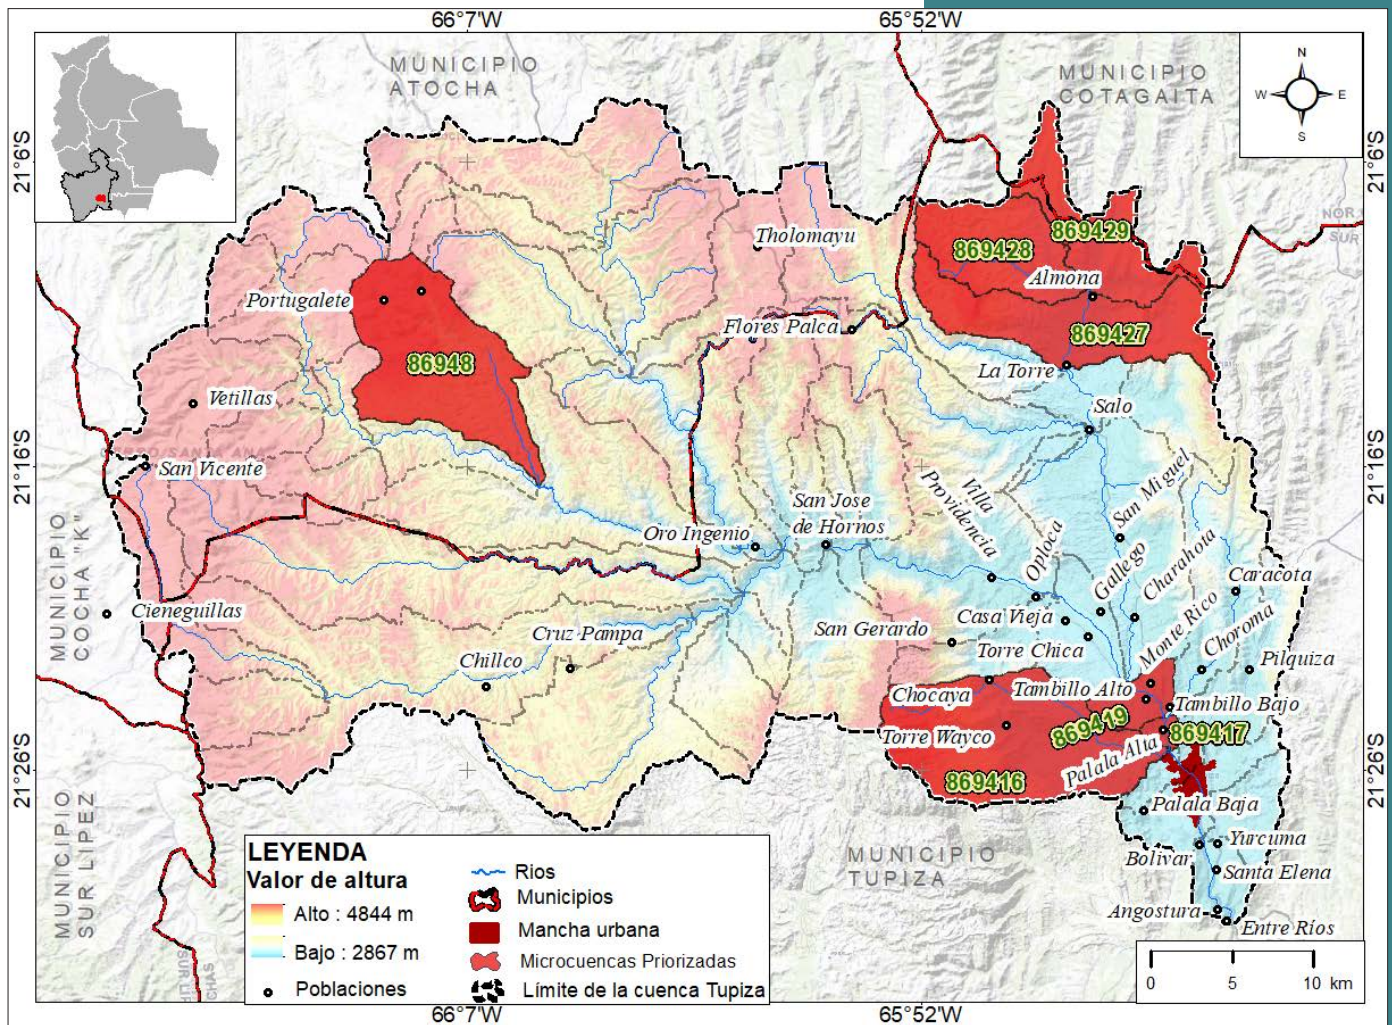 66°7'W
65°52'W
MUNICIPIO
ATOCHA
MUNICIPIO
COTAGAITA
N
W
E
S
21°6'S
21°6'S
NOR
SUR
Tholomayu
869428
869429
Almona
Portugalete
Flores Palca
869427
86948
La Torre
Vetillas
Salo
21°16'S
San Vicente
21°16'S
Villa
Providencia
San Miguel
San Jose
de Hornos
Oro Ingenio
Oploca
Gallego
Charahota
Caracota
MUNICIPIO
COCHA "K"
Cieneguillas
Casa Vieja
Monte Rico
Choroma
Cruz Pampa
San Gerardo
Torre Chica
Chillco
Pilquiza
Chocaya
Tambillo Alto
Tambillo Bajo
Torre Wayco
869419
869417
Palala Alta
21°26'S
869416
21°26'S
MUNICIPIO
SUR LIPEZ
Palala Baja
MUNICIPIO
TUPIZA
Bolivar
Yurcuma
Santa Elena
Angostura
Entre Ríos
LEYENDA
Valor de altura
Alto : 4844 m
Bajo : 2867 m
Poblaciones
Rios
Municipios
Mancha urbana
Microcuencas Priorizadas
Límite de la cuenca Tupiza
0 5 10 km
SUR LIP
CHAS
66°7'W
65°52'W